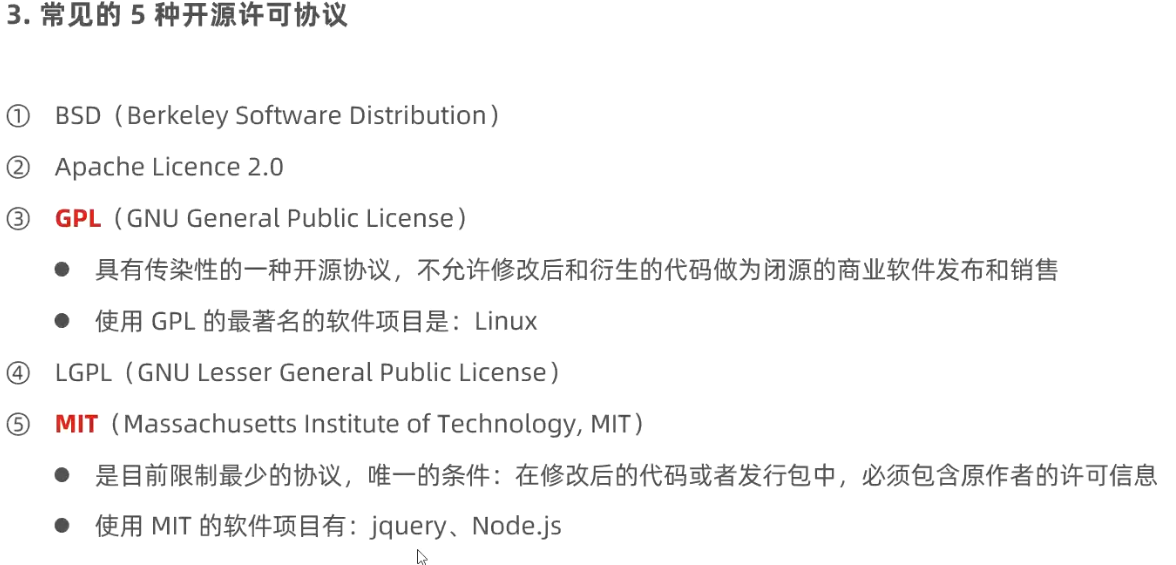 3. 常见的 5 种开源许可协议
① BSD（Berkeley Software Distribution）
② Apache Licence 2.0
③ GPL（GNU General Public License）
● 具有传染性的一种开源协议，不允许修改后和衍生的代码做为闭源的商业软件发布和销售
● 使用 GPL 的最著名的软件项目是：Linux
④ LGPL（GNU Lesser General Public License）
⑤ MIT（Massachusetts Institute of Technology, MIT）
● 是目前限制最少的协议，唯一的条件：在修改后的代码或者发行包中，必须包含原作者的许可信息
● 使用 MIT 的软件项目有：jquery、Node.js